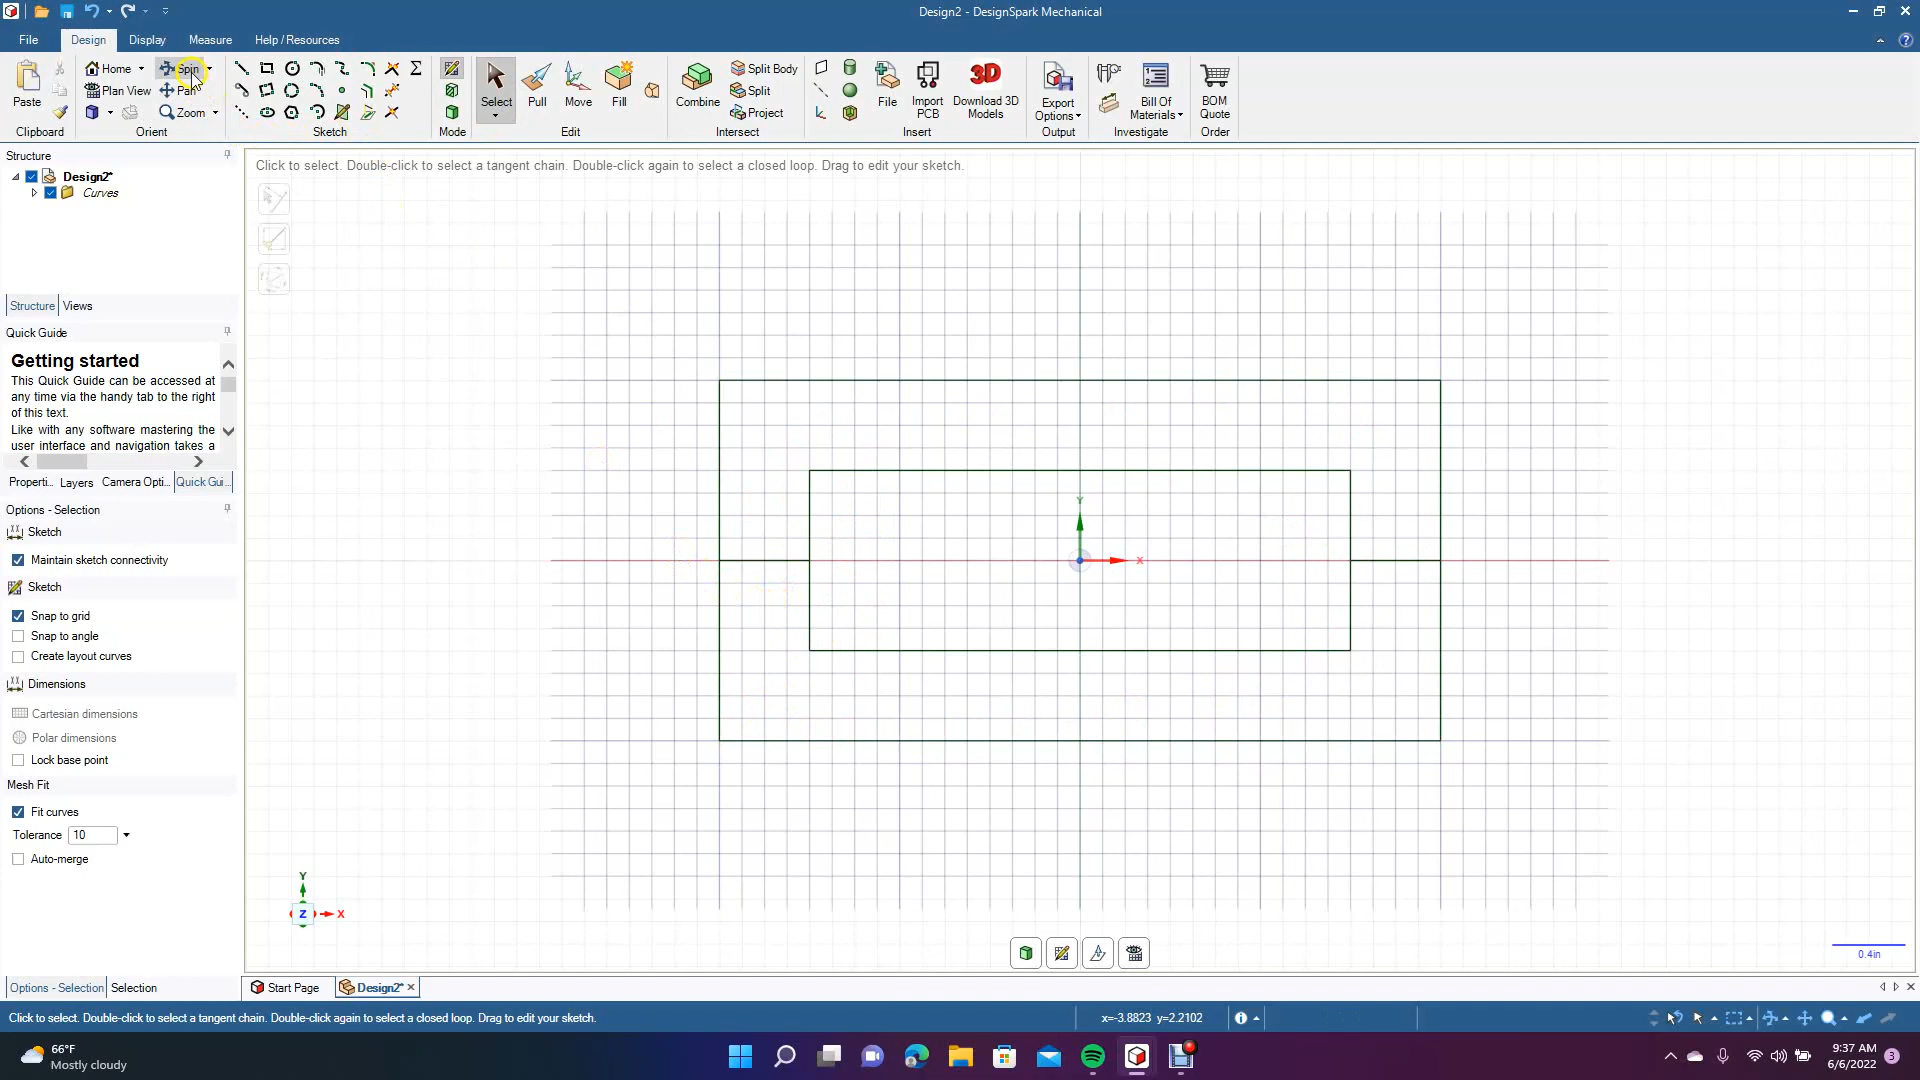 Design2 - DesignSpark Mechanical
File Design Display Measure Help / Resources
Paste
Home
Plan View
Spin
Pan
Zoom
Select
Pull
Move
Fill
Combine
Split Body
Split
Project
File
Import PCB
Download 3D Models
3D
Export Options
Bill Of Materials
BOM Quote
Clipboard Orient Sketch Mode Edit Intersect Insert Output Investigate Order
Structure
Design2*
Curves
Structure Views
Quick Guide
Getting started
This Quick Guide can be accessed at
any time via the handy tab to the right
of this text.
Like with any software mastering the
user interface and navigation takes a
Properti... Layers Camera Opti... Quick Gui...
Options - Selection
Sketch
Maintain sketch connectivity
Sketch
Snap to grid
Snap to angle
Create layout curves
Dimensions
Cartesian dimensions
Polar dimensions
Lock base point
Mesh Fit
Fit curves
Tolerance 10
Auto-merge
Options - Selection Selection
Click to select. Double-click to select a tangent chain. Double-click again to select a closed loop. Drag to edit your sketch.
Y
X
Y
Z X
0.4in
Start Page Design2*
Click to select. Double-click to select a tangent chain. Double-click again to select a closed loop. Drag to edit your sketch.
x=-3.8823 y=2.2102
66°F
Mostly cloudy
9:37 AM
6/6/2022
3